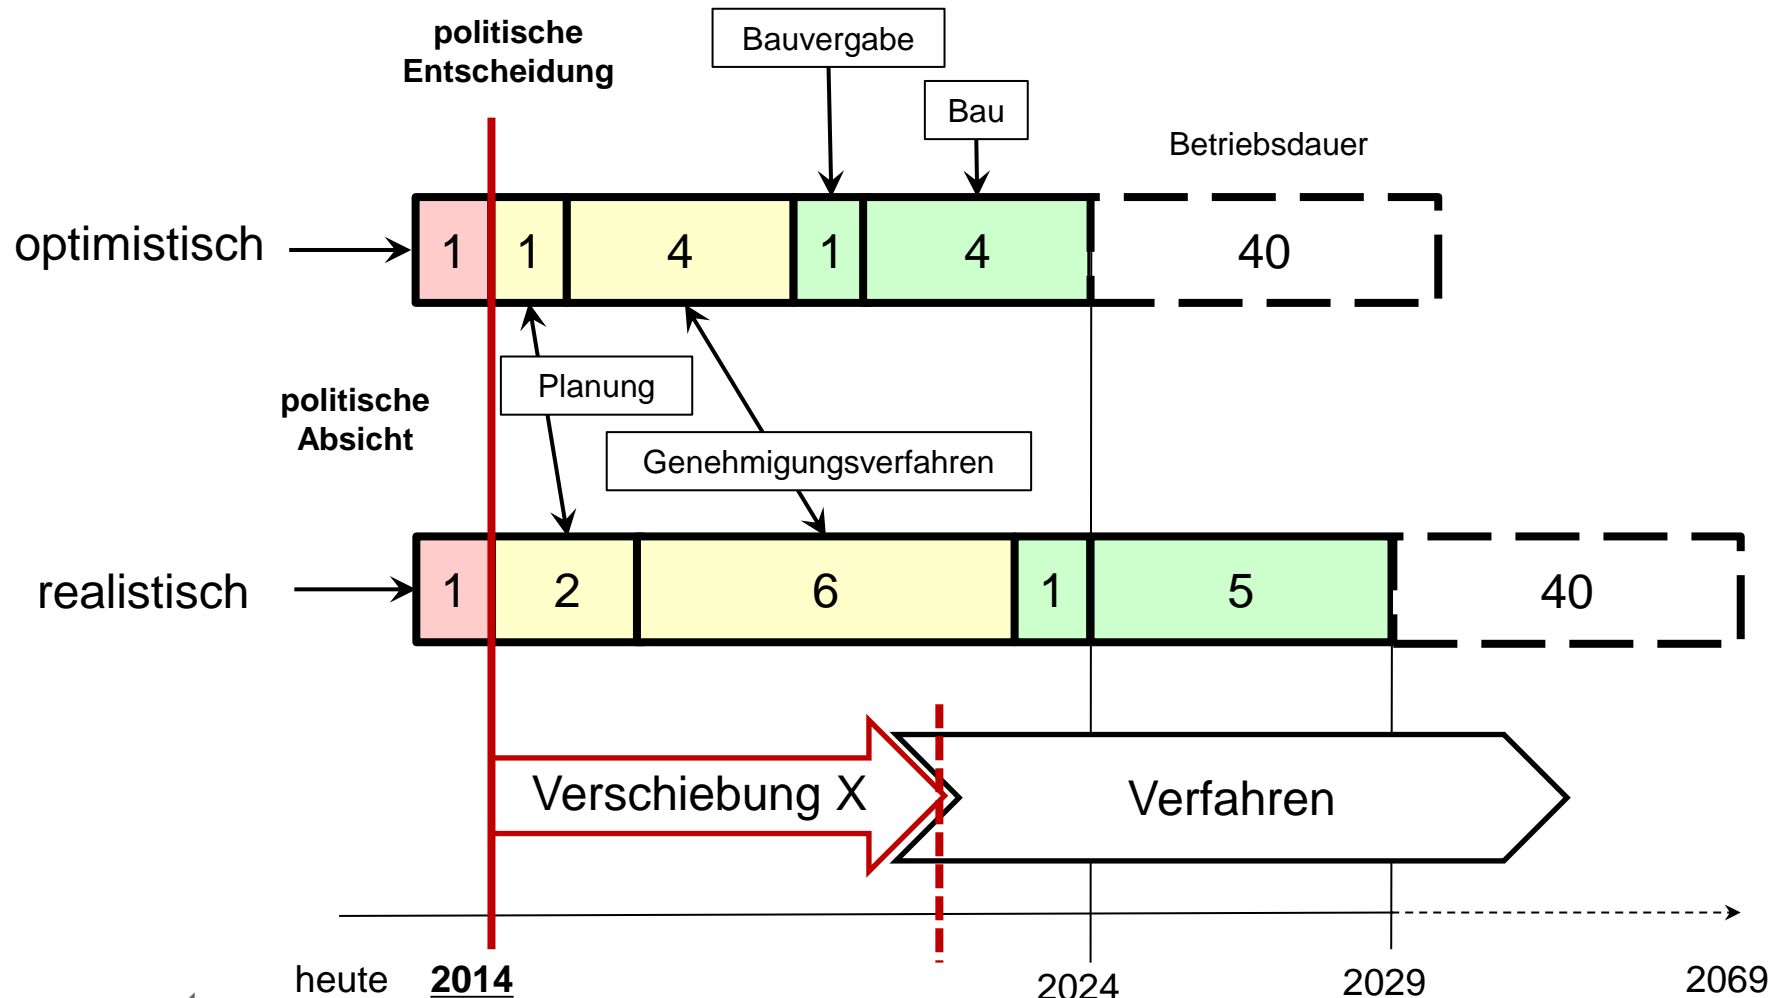 politische
Entscheidung
Bauvergabe
Bau
Betriebsdauer
optimistisch
1
1
4
1
4
40
Planung
politische
Absicht
Genehmigungsverfahren
realistisch
1
2
6
1
5
40
Verschiebung X
Verfahren
heute
2014
2024
2029
2069